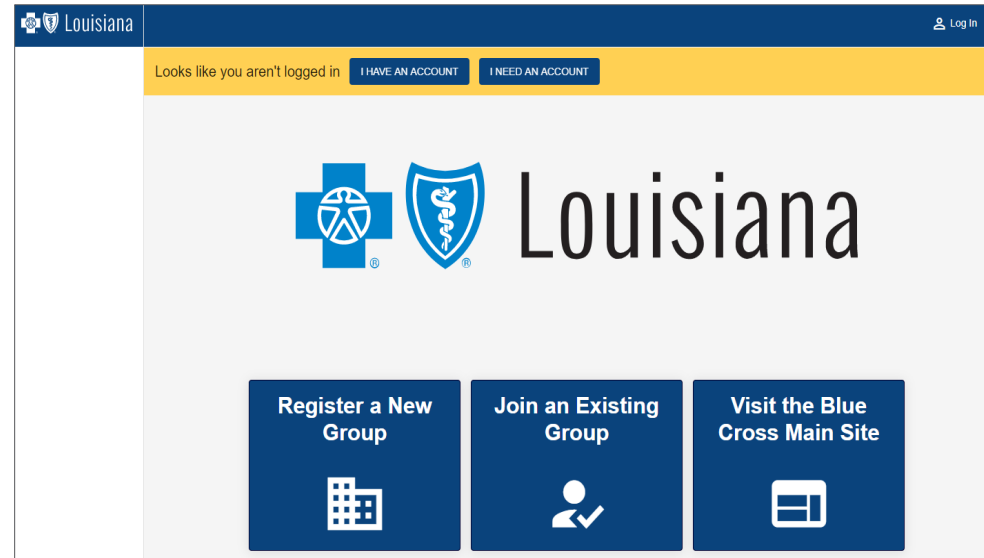 Louisiana
Log In
Looks like you aren't logged in I HAVE AN ACCOUNT I NEED AN ACCOUNT
® ® Louisiana
Register a New
Group
Join an Existing
Group
Visit the Blue
Cross Main Site